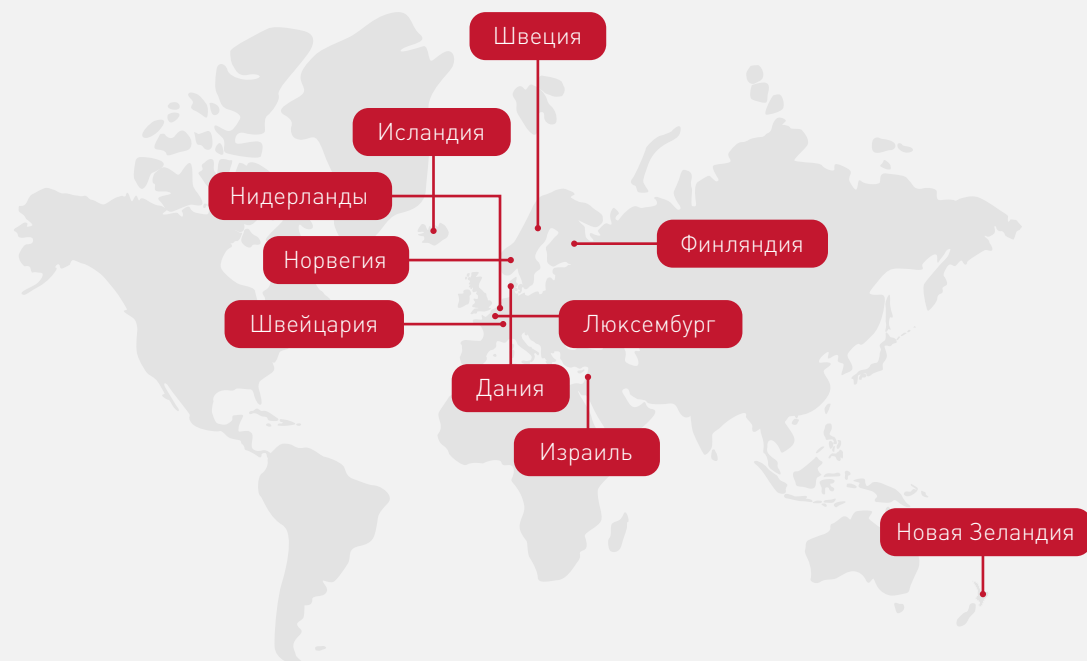 Швеция
Исландия
Нидерланды
Финляндия
Норвегия
Швейцария
Люксембург
Дания
Израиль
Новая Зеландия